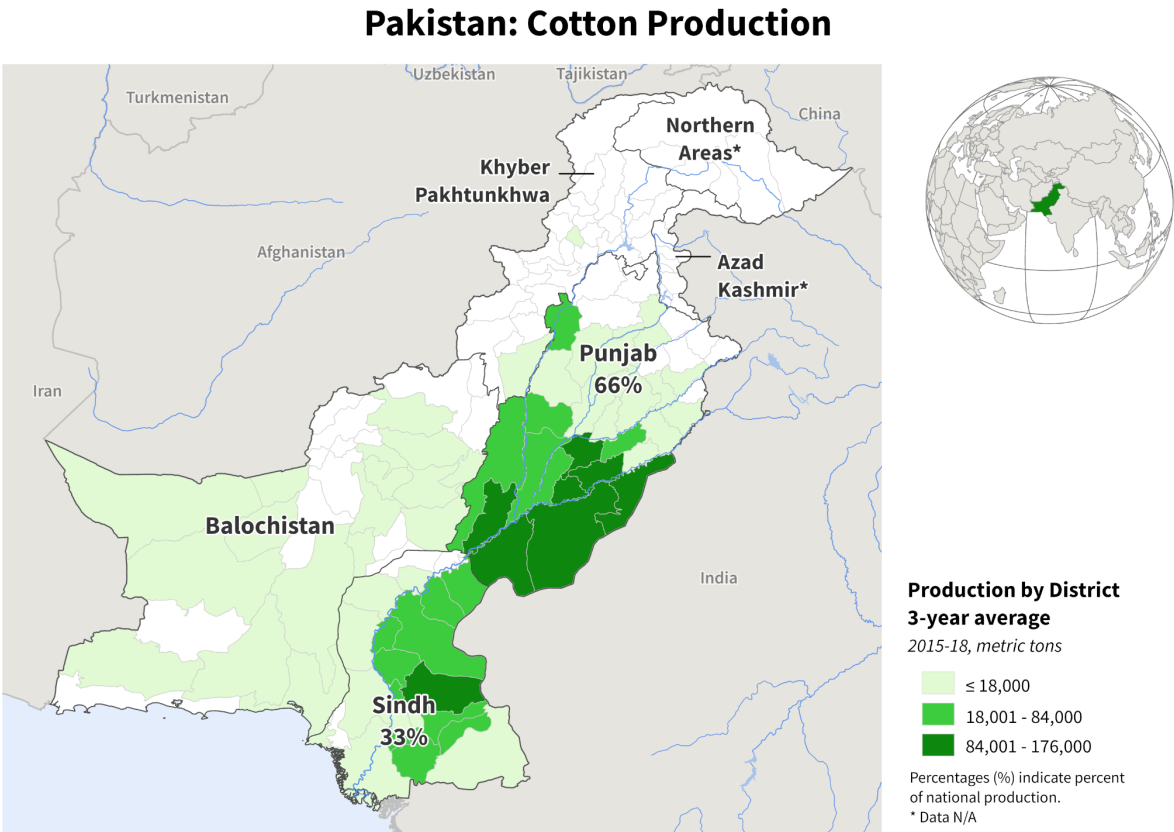 Pakistan: Cotton Production
Uzbekistan
Tajikistan
Turkmenistan
China
Northern
Areas*
Khyber
Pakhtunkhwa
Afghanistan
Azad
Kashmir*
Punjab
66%
Iran
Balochistan
India
Sindh
33%
Production by District
3-year average
2015-18, metric tons
≤ 18,000
18,001 - 84,000
84,001 - 176,000
Percentages (%) indicate percent
of national production.
* Data N/A